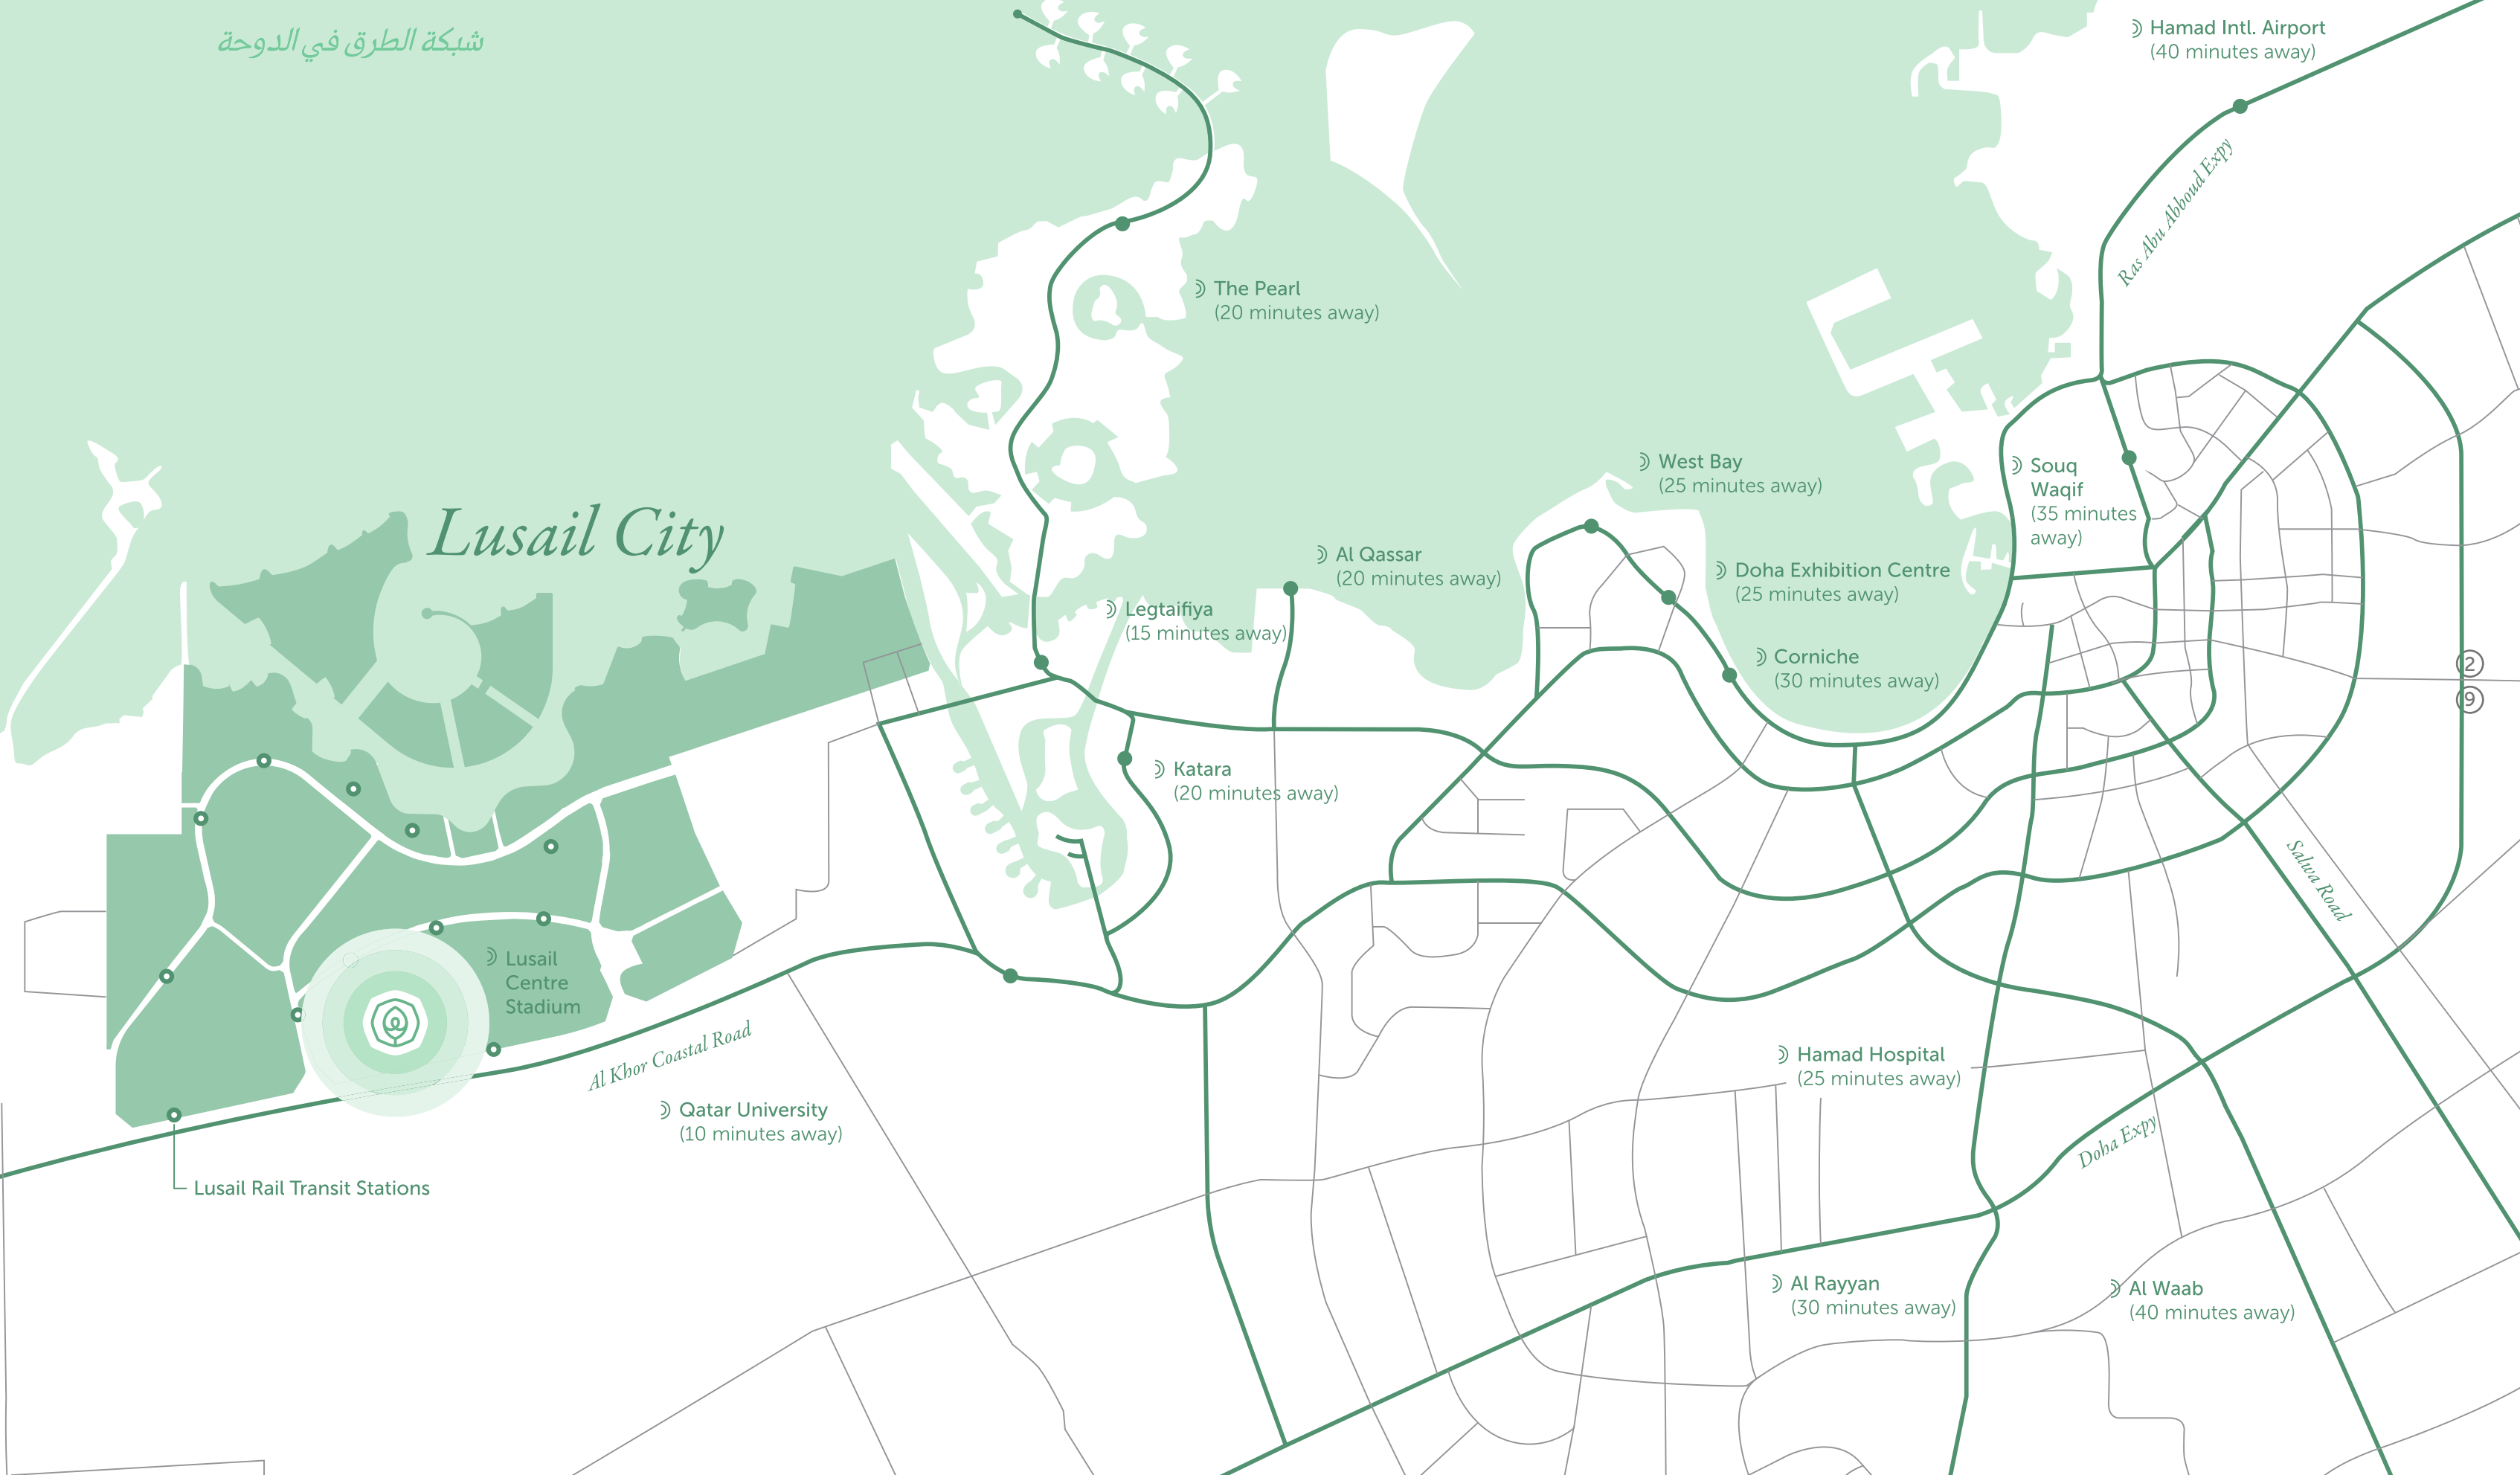 شبكة الطرق في الدوحة
Hamad Intl. Airport
(40 minutes away)
Ras Abu Abboud Expy
The Pearl
(20 minutes away)
West Bay
(25 minutes away)
Souq
Waqif
(35 minutes
away)
Lusail City
Al Qassar
(20 minutes away)
Doha Exhibition Centre
(25 minutes away)
Legtaifiya
(15 minutes away)
Corniche
(30 minutes away)
2
9
Katara
(20 minutes away)
Salwa Road
Lusail
Centre
Stadium
Al Khor Coastal Road
Hamad Hospital
(25 minutes away)
Qatar University
(10 minutes away)
Doha Expy
Lusail Rail Transit Stations
Al Rayyan
(30 minutes away)
Al Waab
(40 minutes away)